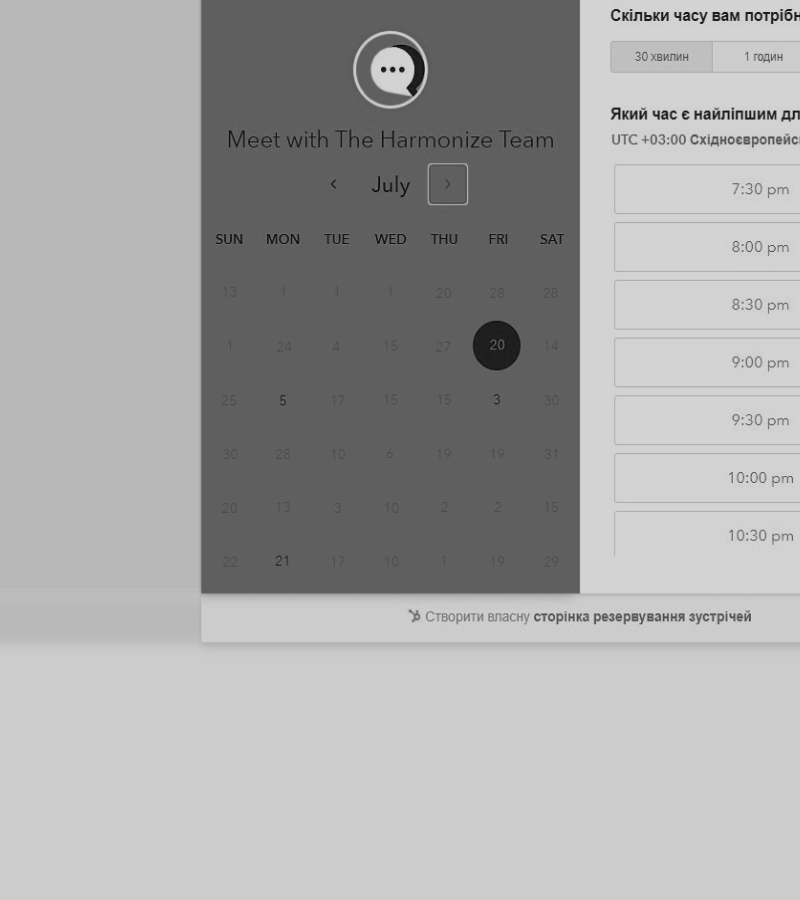 Meet with The Harmonize Team
July
SUN MON TUE WED THU FRI SAT
13 1 1 1 20 28 28
1 24 4 15 27 20 14
25 5 17 15 15 3 30
30 28 10 6 19 19 31
20 13 3 10 2 2 15
22 21 17 10 1 19 29
Скільки часу вам потрібн
30 хвилин 1 годин
Який час є найліпшим дл
UTC +03:00 Східноєвропейс
7:30 pm
8:00 pm
8:30 pm
9:00 pm
9:30 pm
10:00 pm
10:30 pm
Створити власну сторінка резервування зустрічей